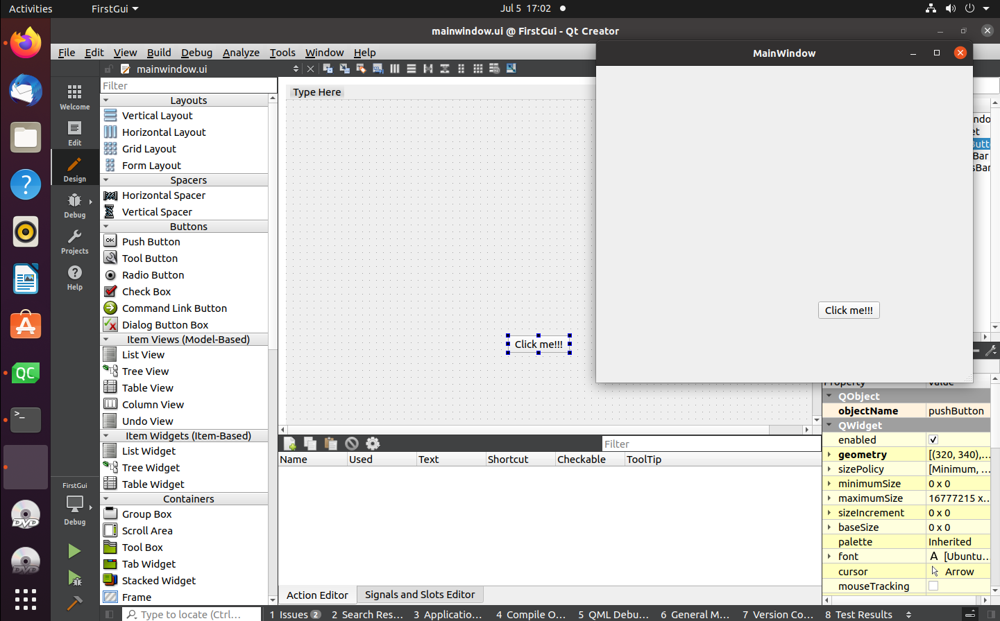 Activities
FirstGui
Jul 5 17:02
mainwindow.ui @ FirstGui - Qt Creator
File Edit View Build Debug Analyze Tools Window Help
MainWindow
mainwindow.ui
Filter
Type Here
Welcome
Edit
Design
Debug
Projects
Help
Layouts
Vertical Layout
Horizontal Layout
Grid Layout
Form Layout
Spacers
Horizontal Spacer
Vertical Spacer
Buttons
OK
Push Button
Tool Button
Radio Button
Check Box
Command Link Button
Dialog Button Box
Item Views (Model-Based)
List View
Tree View
Table View
Column View
Undo View
Item Widgets (Item-Based)
List Widget
Tree Widget
Table Widget
Containers
Group Box
Scroll Area
Tool Box
Tab Widget
Stacked Widget
Frame
Click me!!!
Click me!!!
Bar
sBar
Filter
Name Used Text Shortcut Checkable ToolTip
Action Editor
Signals and Slots Editor
Property Value
QObject
objectName pushButton
QWidget
enabled
geometry [(320, 340),...
sizePolicy [Minimum, ...
minimumSize 0 x 0
maximumSize 16777215 x...
sizeIncrement 0 x 0
baseSize 0 x 0
palette Inherited
font A [Ubuntu...
cursor Arrow
mouseTracking
QC
DVD
DVD
FirstGui
Debug
Type to locate (Ctrl...
1 Issues 2
2 Search Res...
3 Applicatio...
4 Compile O...
5 QML Debu...
6 General M...
7 Version Co...
8 Test Results